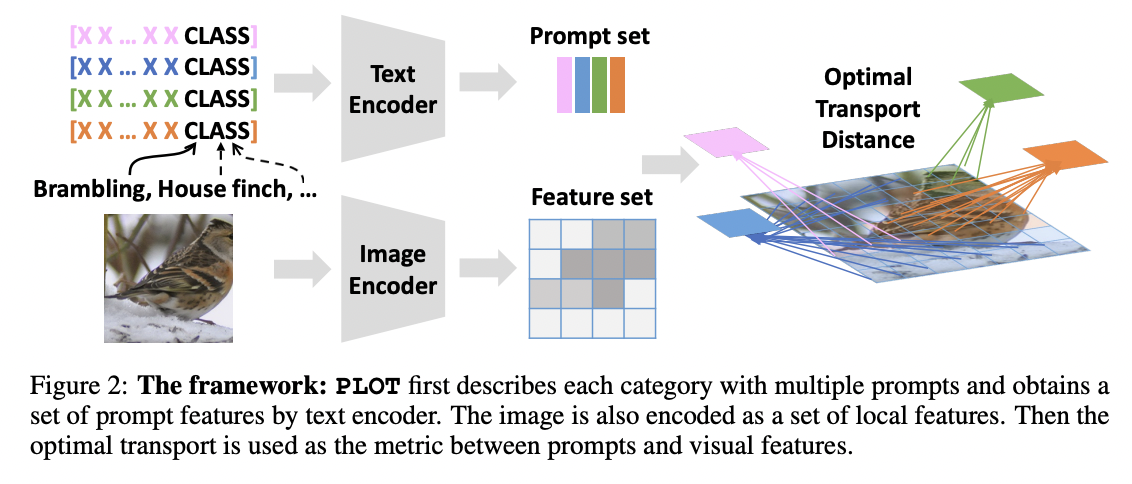 [X X ... X X CLASS]
[X X ... X X CLASS]
[X X ... X X CLASS]
[X X ... X X CLASS]
Brambling, House finch, ...
Text
Encoder
Prompt set
Image
Encoder
Feature set
Optimal
Transport
Distance
Figure 2: The framework: PLOT first describes each category with multiple prompts and obtains a
set of prompt features by text encoder. The image is also encoded as a set of local features. Then the
optimal transport is used as the metric between prompts and visual features.